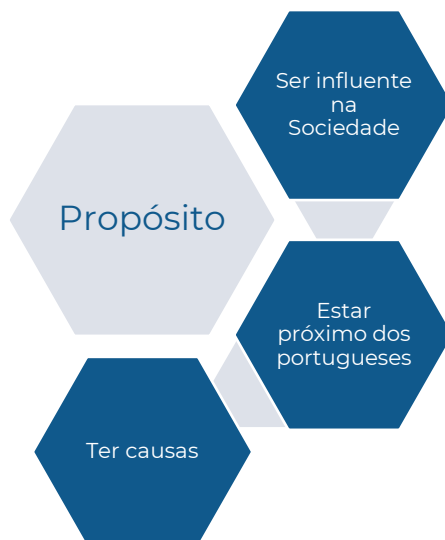 Ser influente
na
Sociedade
Propósito
Estar
próximo dos
portugueses
Ter causas